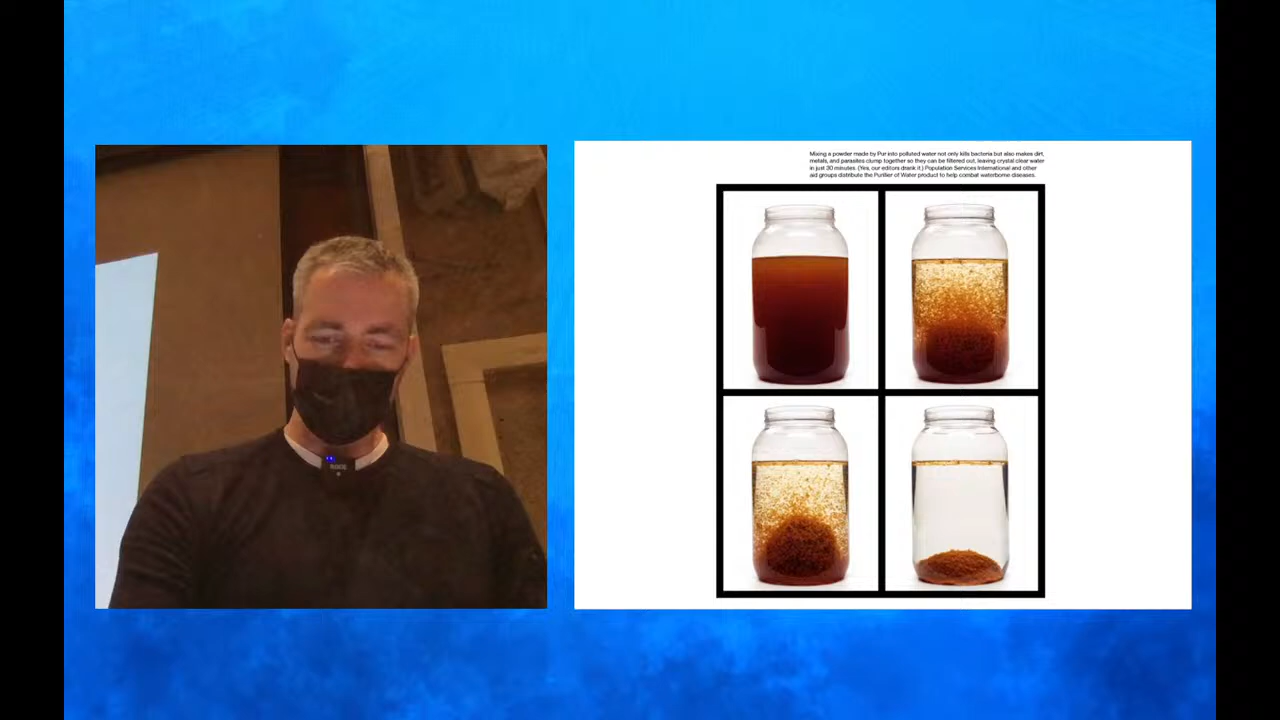 Mixing a powder made by Pur into polluted water not only kills bacteria but also makes dirt,
metals, and parasites clump together so they can be filtered out, leaving crystal clear water
in just 30 minutes. (Yes, our editors drank it.) Population Services International and other
aid groups distribute the Purifier of Water product to help combat waterborne diseases.
RODE